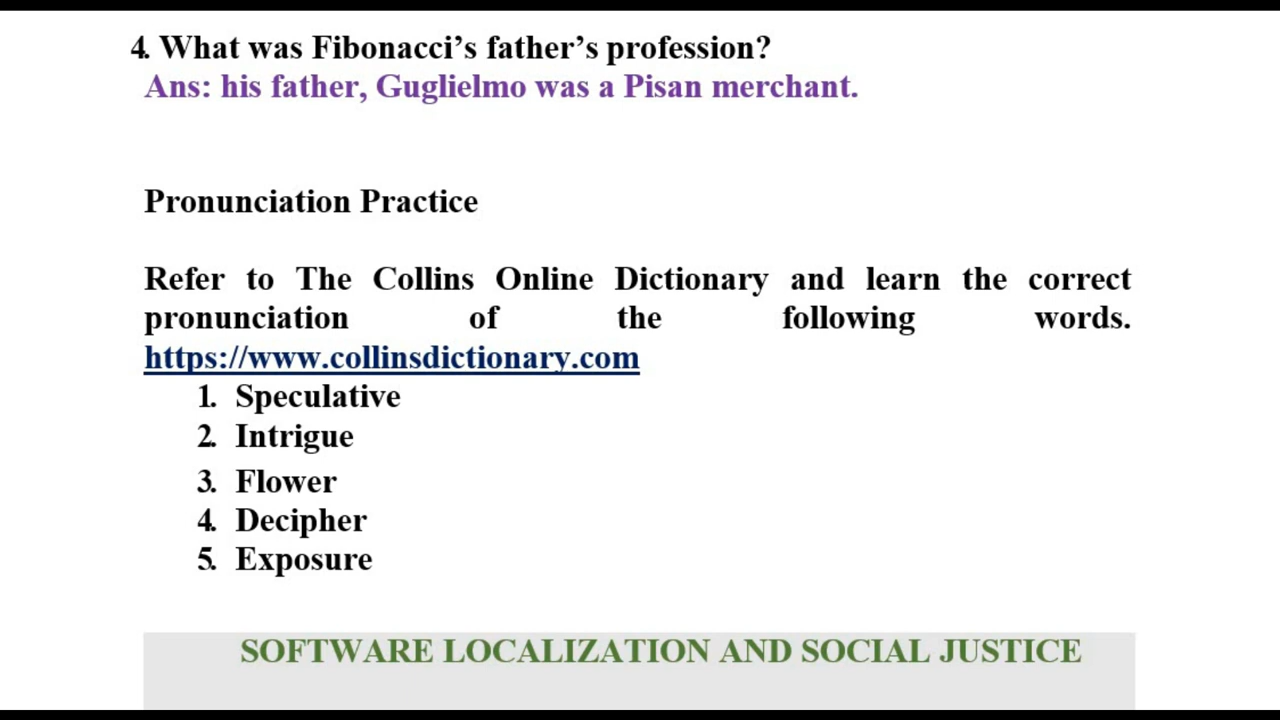 4. What was Fibonacci’s father’s profession?
Ans: his father, Guglielmo was a Pisan merchant.
Pronunciation Practice
Refer to The Collins Online Dictionary and learn the correct
pronunciation of the following words.
https://www.collinsdictionary.com
1. Speculative
2. Intrigue
3. Flower
4. Decipher
5. Exposure
SOFTWARE LOCALIZATION AND SOCIAL JUSTICE